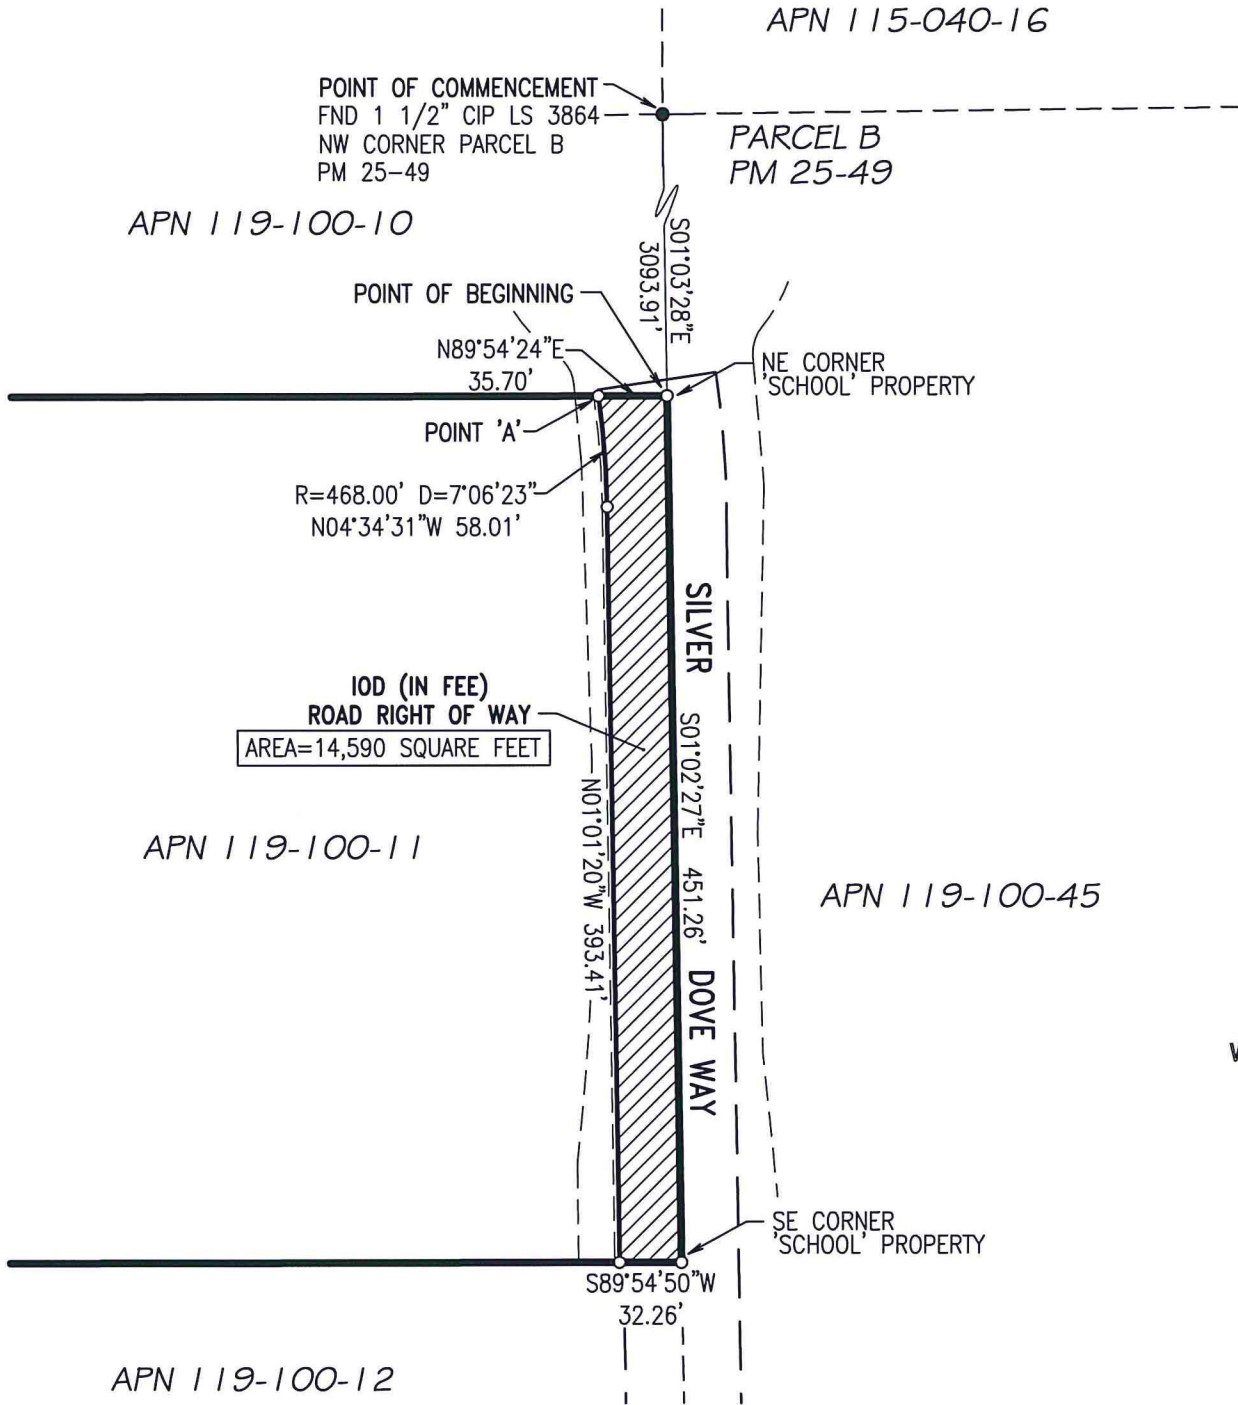 APN 115-040-16
POINT OF COMMENCEMENT
FND 1 1/2" CIP LS 3864
NW CORNER PARCEL B
PM 25-49
PARCEL B
PM 25-49
APN 119-100-10
S01°03'28"E
3093.91'
POINT OF BEGINNING
N89°54'24"E
35.70'
NE CORNER
'SCHOOL' PROPERTY
POINT 'A'
R=468.00' D=7°06'23"
N04°34'31"W 58.01'
SILVER DOVE WAY
S01°02'27"E 451.26'
IOD (IN FEE)
ROAD RIGHT OF WAY
AREA=14,590 SQUARE FEET
N01°01'20"W 393.41'
APN 119-100-11
APN 119-100-45
SE CORNER
'SCHOOL' PROPERTY
S89°54'50"W
32.26'
APN 119-100-12